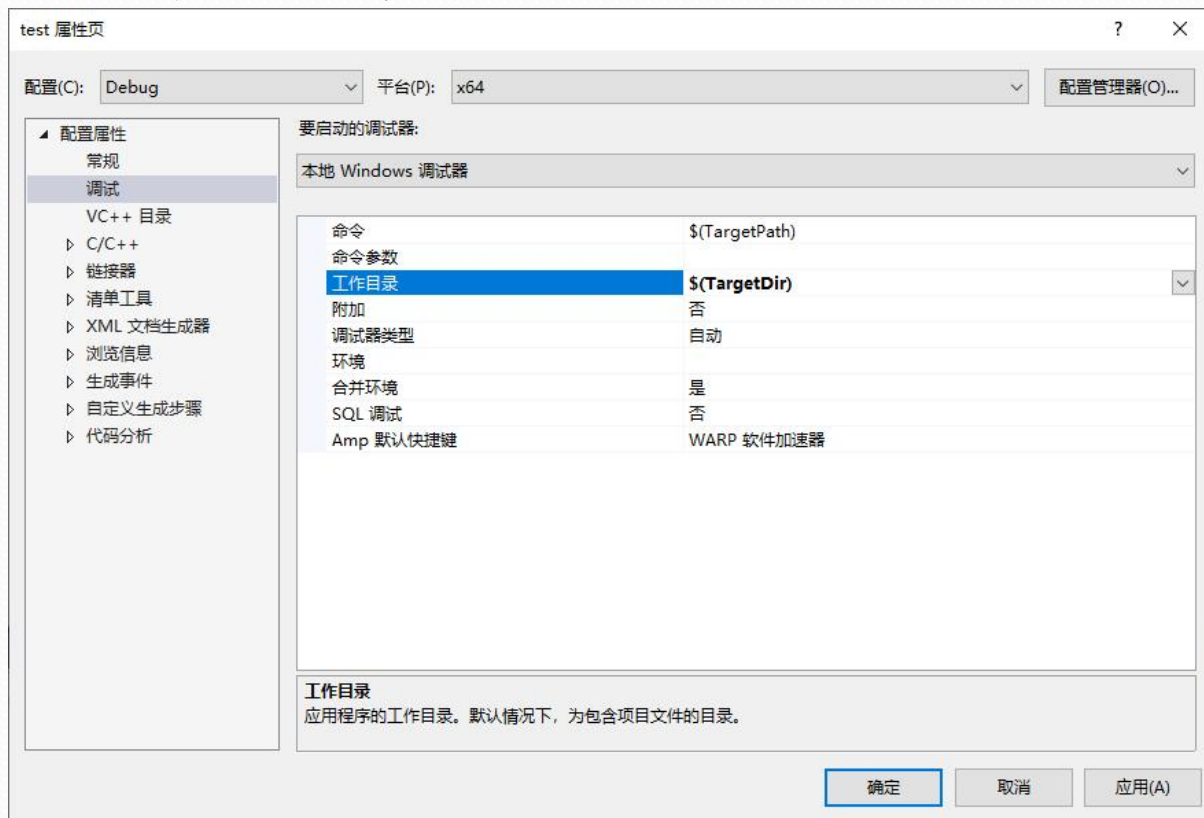 test 属性页
?
配置(C): Debug 平台(P): x64 配置管理器(O)...
配置属性
常规
调试
VC++ 目录
C/C++
链接器
清单工具
XML 文档生成器
浏览信息
生成事件
自定义生成步骤
代码分析
要启动的调试器:
本地 Windows 调试器
命令 $(TargetPath)
命令参数
工作目录 $(TargetDir)
附加 否
调试器类型 自动
环境
合并环境 是
SQL 调试 否
Amp 默认快捷键 WARP 软件加速器
工作目录
应用程序的工作目录。默认情况下，为包含项目文件的目录。
确定 取消 应用(A)